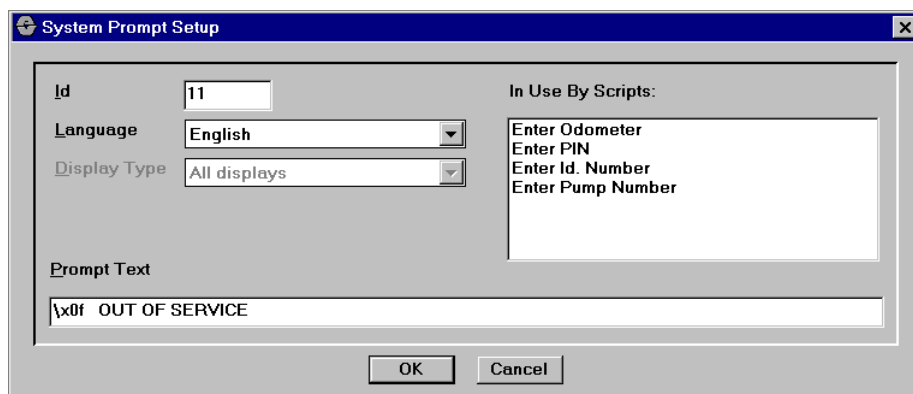 System Prompt Setup
Id
11
Language
English
Display Type
All displays
In Use By Scripts:
Enter Odometer
Enter PIN
Enter Id. Number
Enter Pump Number
Prompt Text
\x0f   OUT OF SERVICE
OK
Cancel